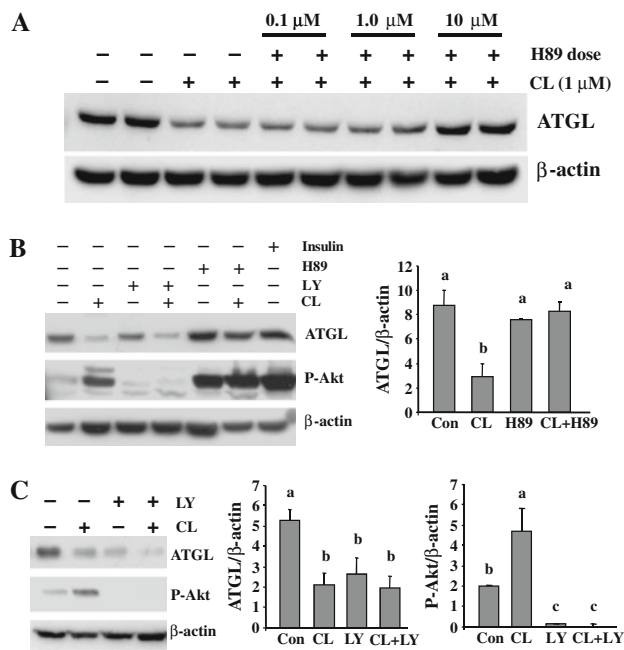 A
0.1 µM 1.0 µM 10 µM
− − − − + + + + + + H89 dose
− − + + + + + + + + CL (1 µM)
ATGL
β-actin
B
− − − − − − + Insulin
− − − − + + − H89
− − + + − − − LY
− + − + − + − CL
ATGL
P-Akt
β-actin
ATGL/β-actin
12
10
8
6
4
2
0
a b a a
Con CL H89 CL+H89
C
− − + + LY
− + − + CL
ATGL
P-Akt
β-actin
ATGL/β-actin
7
6
5
4
3
2
1
0
a b b b
Con CL LY CL+LY
P-Akt/β-actin
7
6
5
4
3
2
1
0
b a c c
Con CL LY CL+LY